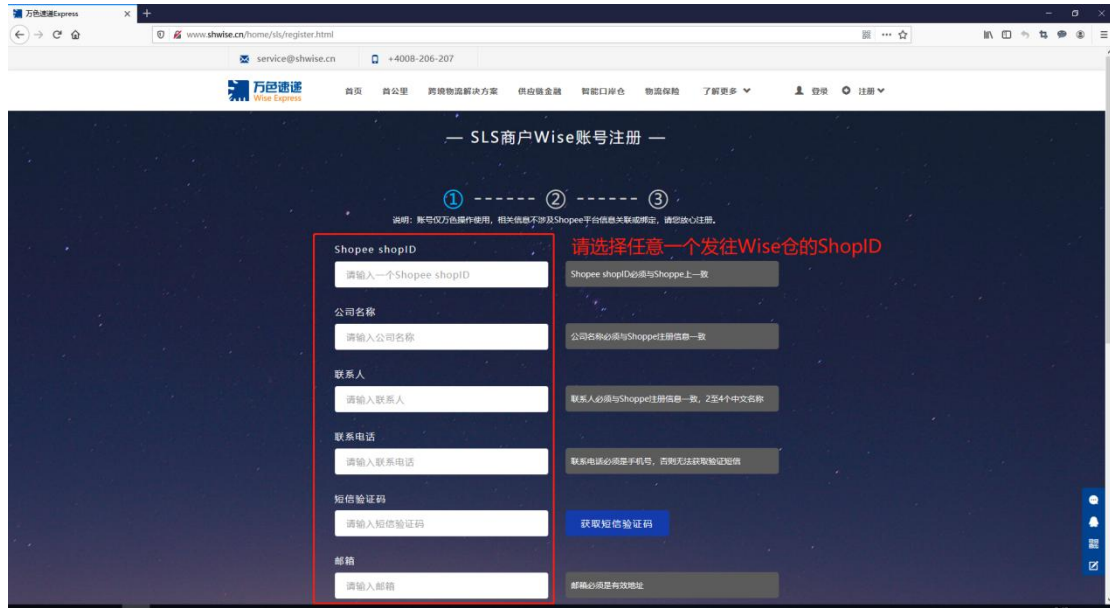 万色速递Express
www.shwise.cn/home/sls/register.html
service@shwise.cn +4008-206-207
万色速递
Wise Express
首页 首公里 跨境物流解决方案 供应链金融 智能口岸仓 物流保险 了解更多 登录 注册
— SLS商户Wise账号注册 —
① ------ ② ------ ③
说明：账号仅万色操作使用，相关信息不涉及Shopee平台信息关联或绑定，请您放心注册。
Shopee shopID
请选择任意一个发往Wise仓的ShopID
请输入一个Shopee shopID
Shopee shopID必须与Shoppe上一致
公司名称
请输入公司名称
公司名称必须与Shoppe注册信息一致
联系人
请输入联系人
联系人必须与Shoppe注册信息一致，2至4个中文名称
联系电话
请输入联系电话
联系电话必须是手机号，否则无法获取验证短信
短信验证码
请输入短信验证码
获取短信验证码
邮箱
请输入邮箱
邮箱必须是有效地址